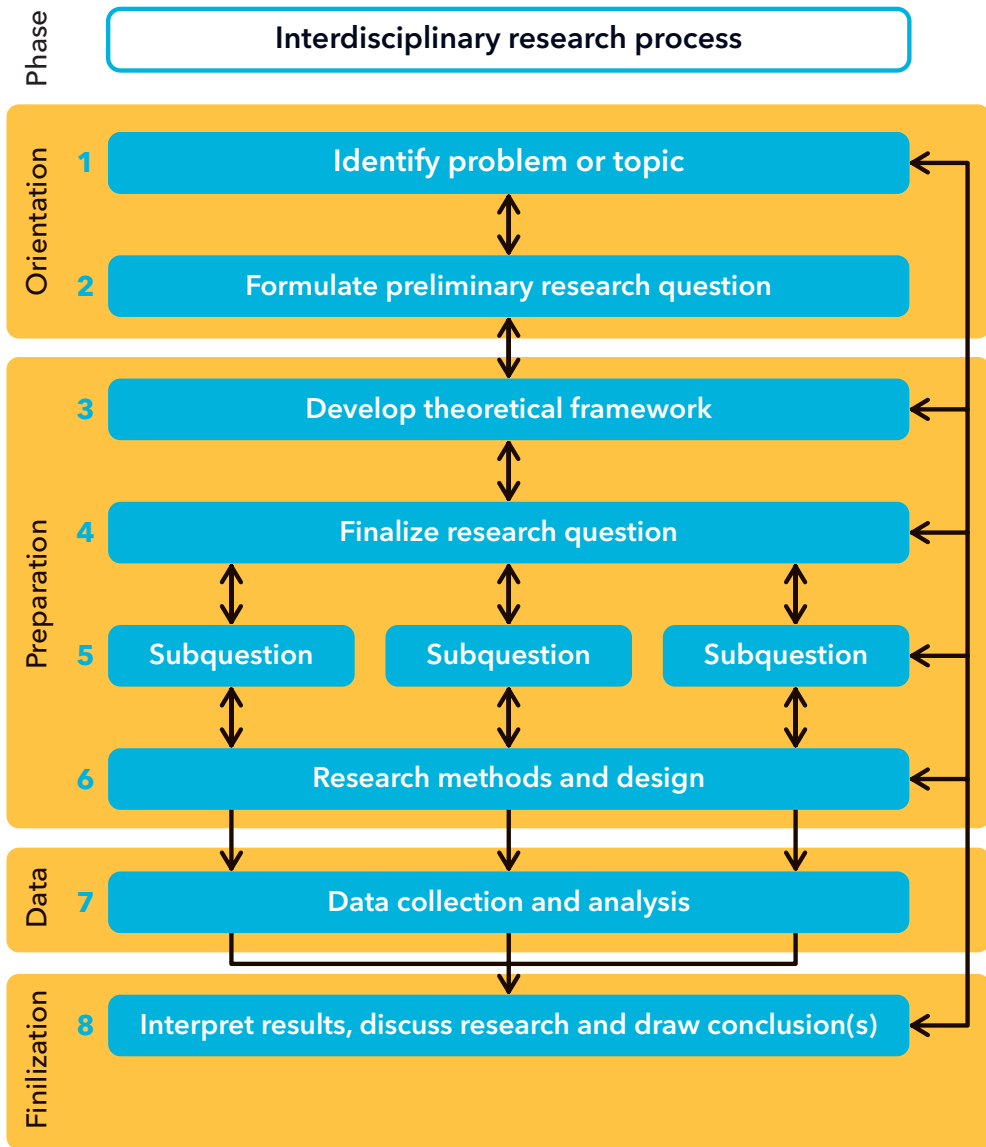 Phase
Interdisciplinary research process
Orientation
1
Identify problem or topic
2
Formulate preliminary research question
Preparation
3
Develop theoretical framework
4
Finalize research question
5
Subquestion
Subquestion
Subquestion
6
Research methods and design
Data
7
Data collection and analysis
Finilization
8
Interpret results, discuss research and draw conclusion(s)